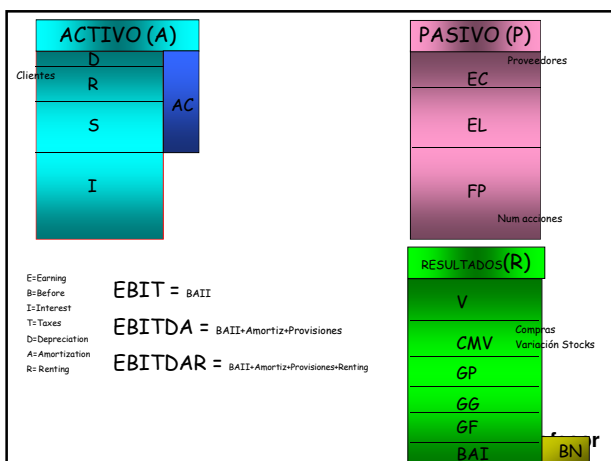 ACTIVO (A)
D
Clientes
R
AC
S
I
PASIVO (P)
Proveedores
EC
EL
FP
Num acciones
E=Earning
B=Before
I=Interest
T=Taxes
D=Depreciation
A=Amortization
R= Renting
EBIT = BAII
EBITDA = BAII+Amortiz+Provisiones
EBITDAR = BAII+Amortiz+Provisiones+Renting
RESULTADOS(R)
V
Compras
CMV Variación Stocks
GP
GG
GF
BAI
BN